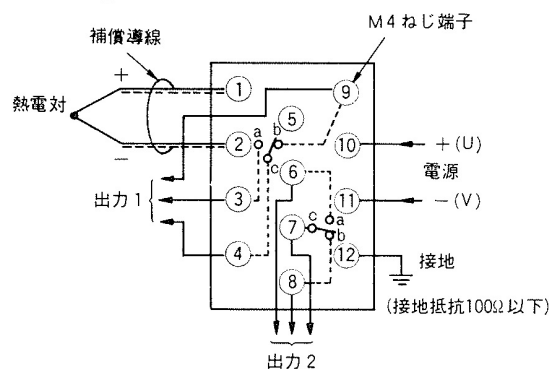 M4ねじ端子
補償導線
＋
熱電対
－
① ⑨
② a b ⑤ ⑩ ＋(U)
c
電源
出力1
③ ⑥ ⑪ －(V)
a
⑦ c b
④ ⑫ 接地
⑧
(接地抵抗100Ω以下)
出力2